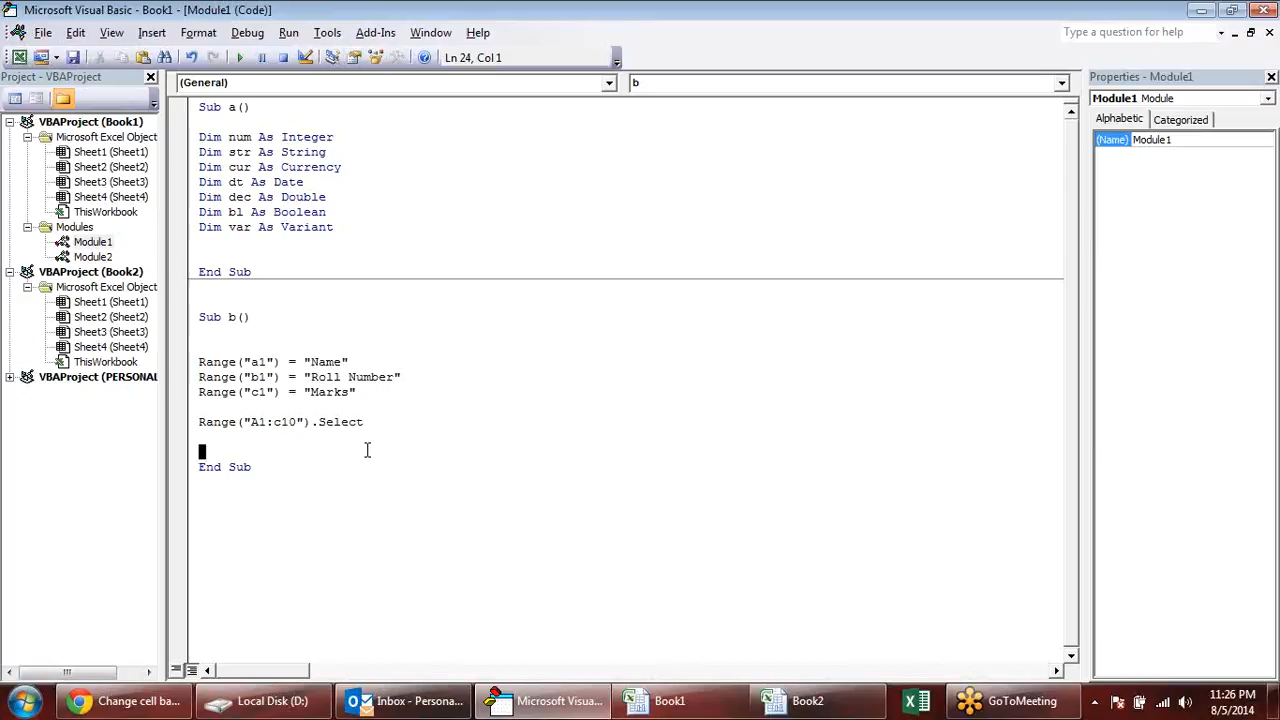 Microsoft Visual Basic - Book1 - [Module1 (Code)]
File Edit View Insert Format Debug Run Tools Add-Ins Window Help
Type a question for help
Ln 24, Col 1
Project - VBAProject
(General)
b
Properties - Module1
Module1 Module
Alphabetic Categorized
(Name) Module1
VBAProject (Book1)
Microsoft Excel Object
Sheet1 (Sheet1)
Sheet2 (Sheet2)
Sheet3 (Sheet3)
Sheet4 (Sheet4)
ThisWorkbook
Modules
Module1
Module2
VBAProject (Book2)
Microsoft Excel Object
Sheet1 (Sheet1)
Sheet2 (Sheet2)
Sheet3 (Sheet3)
Sheet4 (Sheet4)
ThisWorkbook
VBAProject (PERSONAL
Sub a()
Dim num As Integer
Dim str As String
Dim cur As Currency
Dim dt As Date
Dim dec As Double
Dim bl As Boolean
Dim var As Variant
End Sub
Sub b()
Range("a1") = "Name"
Range("b1") = "Roll Number"
Range("c1") = "Marks"
Range("A1:c10").Select
End Sub
Change cell ba...
Local Disk (D:)
Inbox - Persona...
Microsoft Visua...
Book1
Book2
GoToMeeting
11:26 PM
8/5/2014